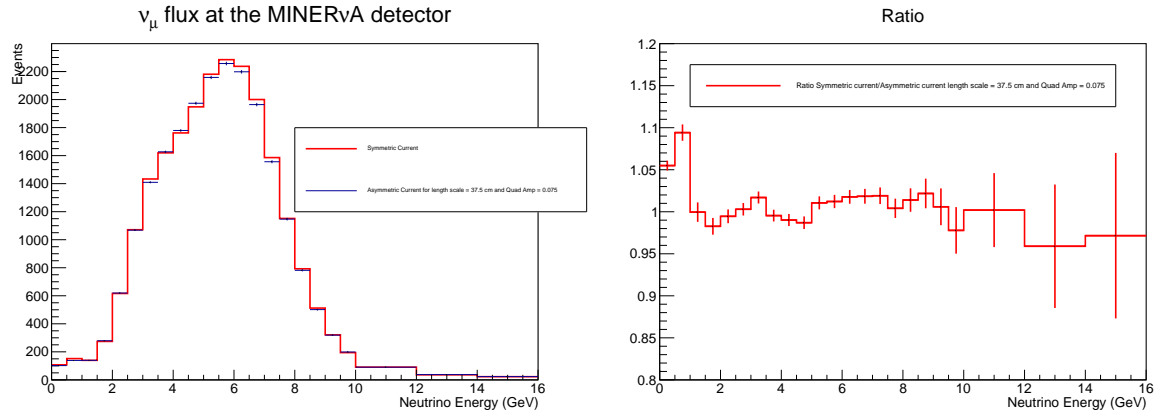 ν_μ flux at the MINERνA detector
Events
2200
2000
1800
1600
1400
1200
1000
800
600
400
200
0
Symmetric Current
Asymmetric Current for length scale = 37.5 cm and Quad Amp = 0.075
0 2 4 6 8 10 12 14 16
Neutrino Energy (GeV)
Ratio
1.2
1.15
1.1
1.05
1
0.95
0.9
0.85
0.8
Ratio Symmetric current/Asymmetric current length scale = 37.5 cm and Quad Amp = 0.075
0 2 4 6 8 10 12 14 16
Neutrino Energy (GeV)